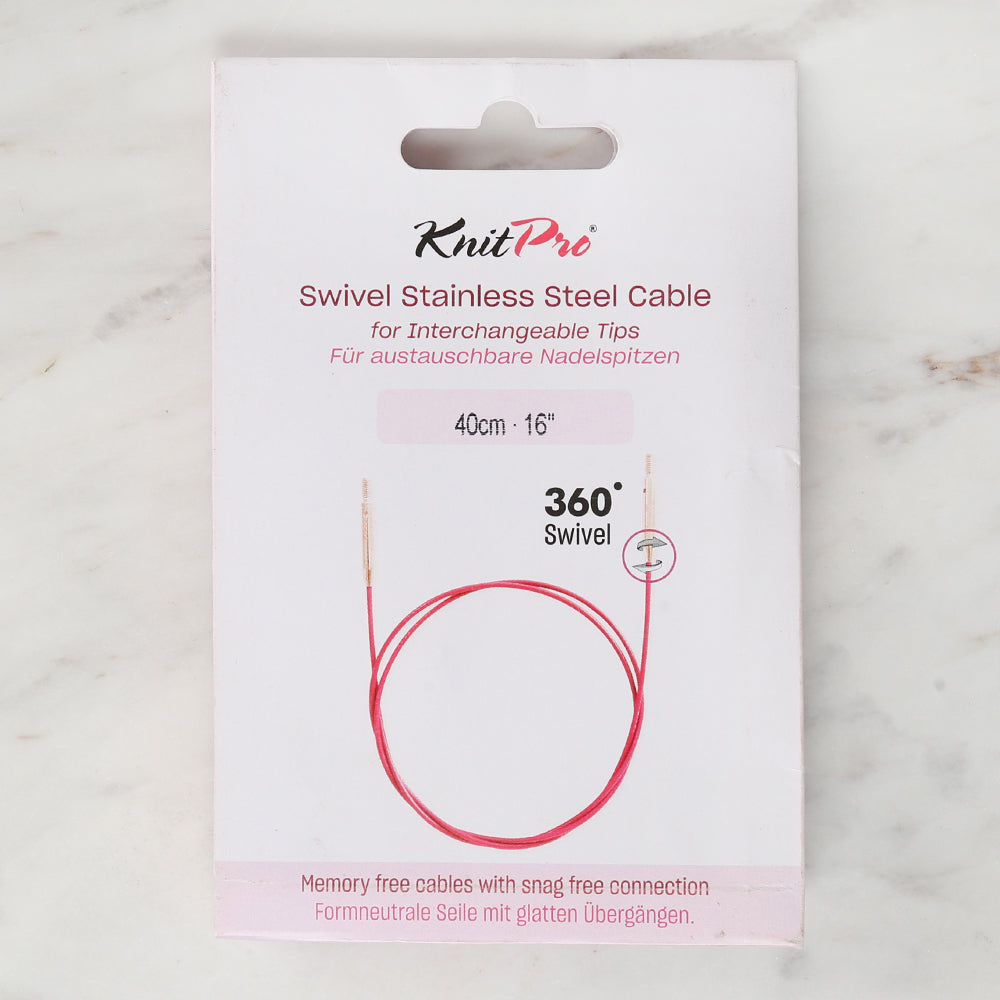 KnitPro®
Swivel Stainless Steel Cable
for Interchangeable Tips
Für austauschbare Nadelspitzen
40cm · 16"
360°
Swivel
Memory free cables with snag free connection
Formneutrale Seile mit glatten Übergängen.